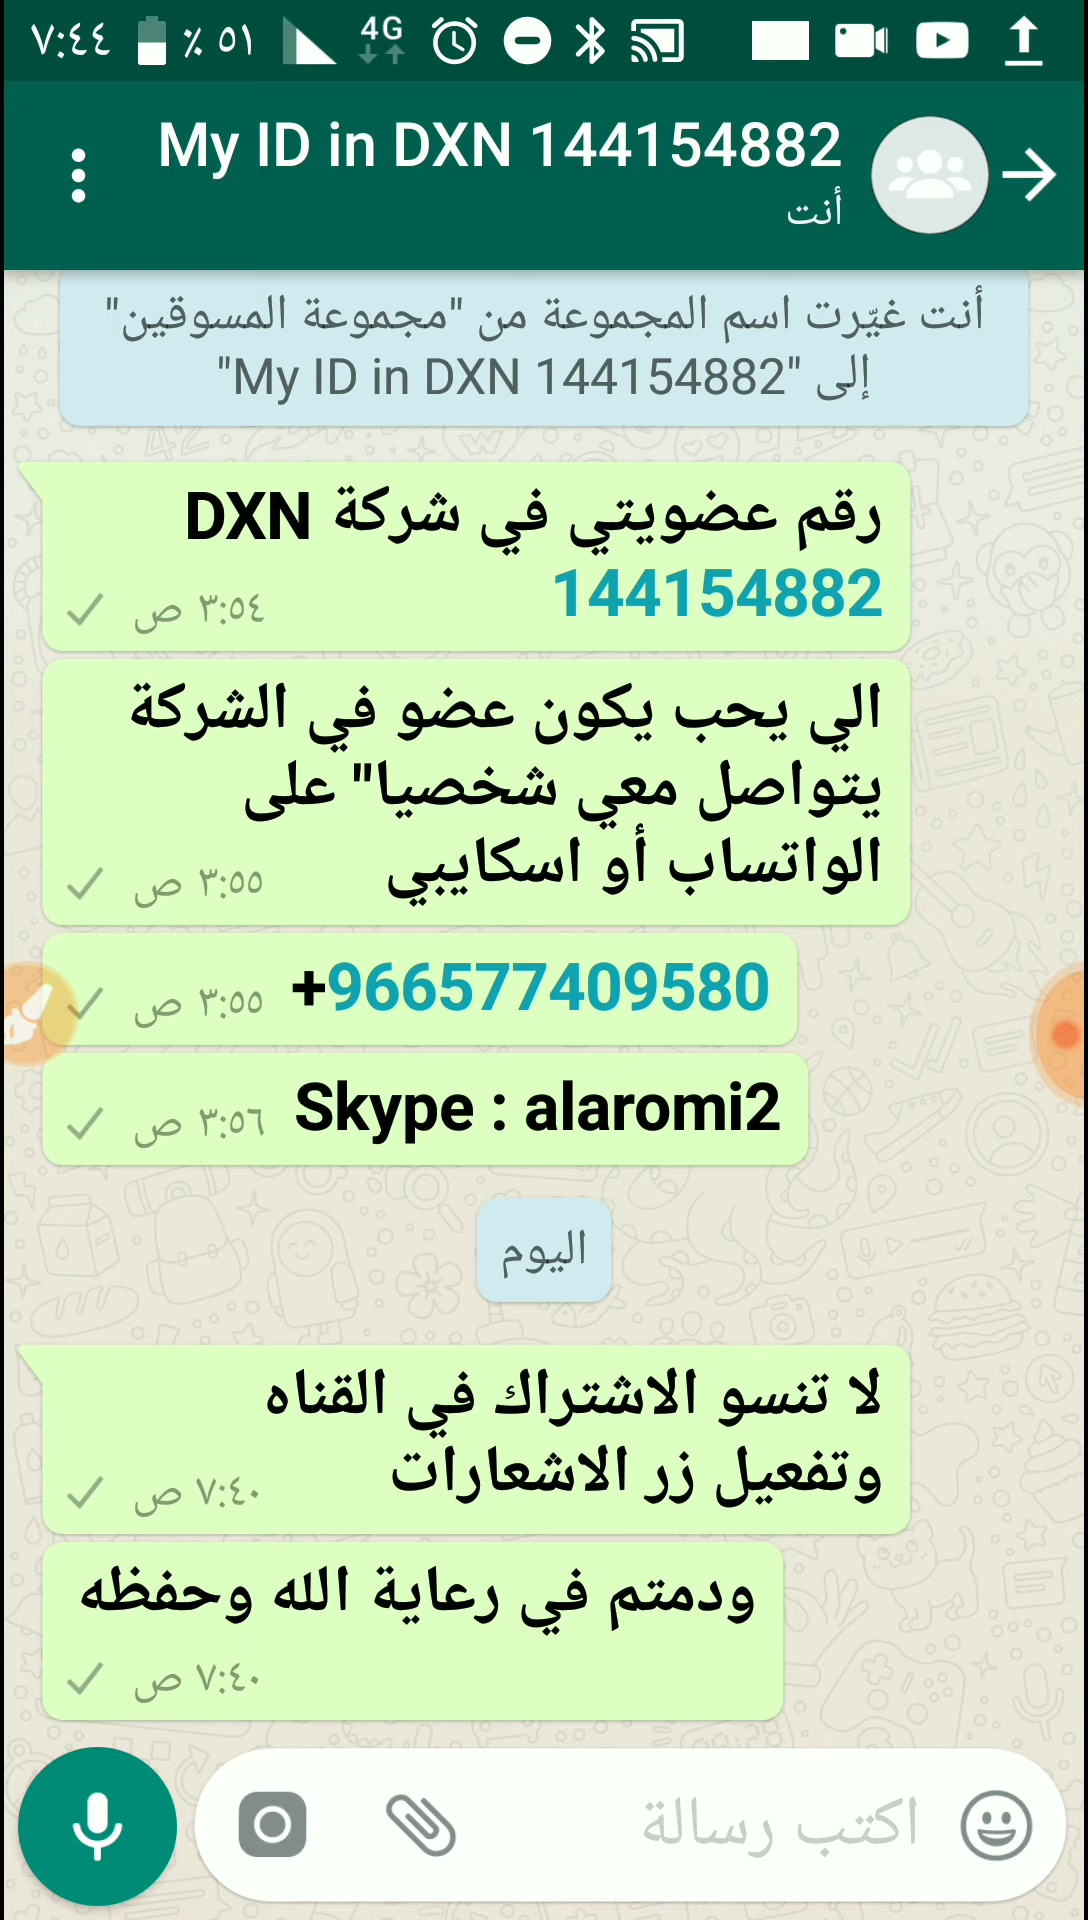 ٧:٤٤ ٥١ ٪ 4G
My ID in DXN 144154882
أنت
أنت غيّرت اسم المجموعة من "مجموعة المسوقين"
إلى "My ID in DXN 144154882"
رقم عضويتي في شركة DXN
144154882
٣:٥٤ ص
الي يحب يكون عضو في الشركة
يتواصل معي شخصيا" على
الواتساب أو اسكايبي
٣:٥٥ ص
+966577409580
٣:٥٥ ص
Skype : alaromi2
٣:٥٦ ص
اليوم
لا تنسو الاشتراك في القناه
وتفعيل زر الاشعارات
٧:٤٠ ص
ودمتم في رعاية الله وحفظه
٧:٤٠ ص
اكتب رسالة